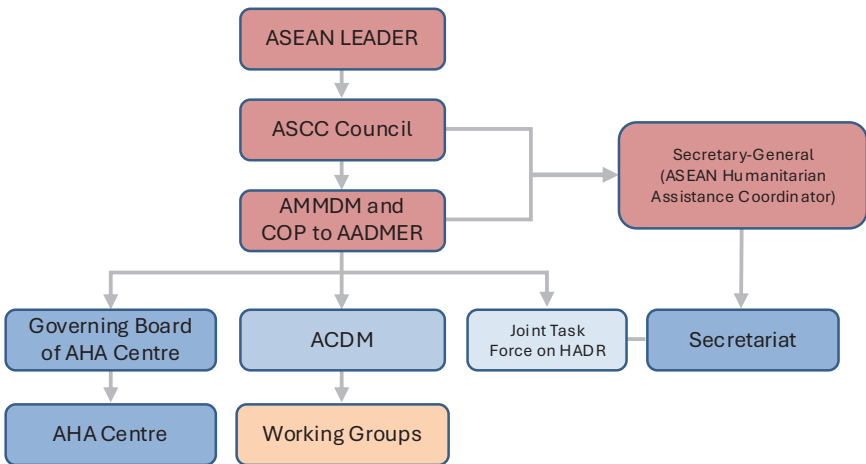 ASEAN LEADER
ASCC Council
Secretary-General
(ASEAN Humanitarian
Assistance Coordinator)
AMMDM and
COP to AADMER
Governing Board
of AHA Centre
ACDM
Joint Task
Force on HADR
Secretariat
AHA Centre
Working Groups